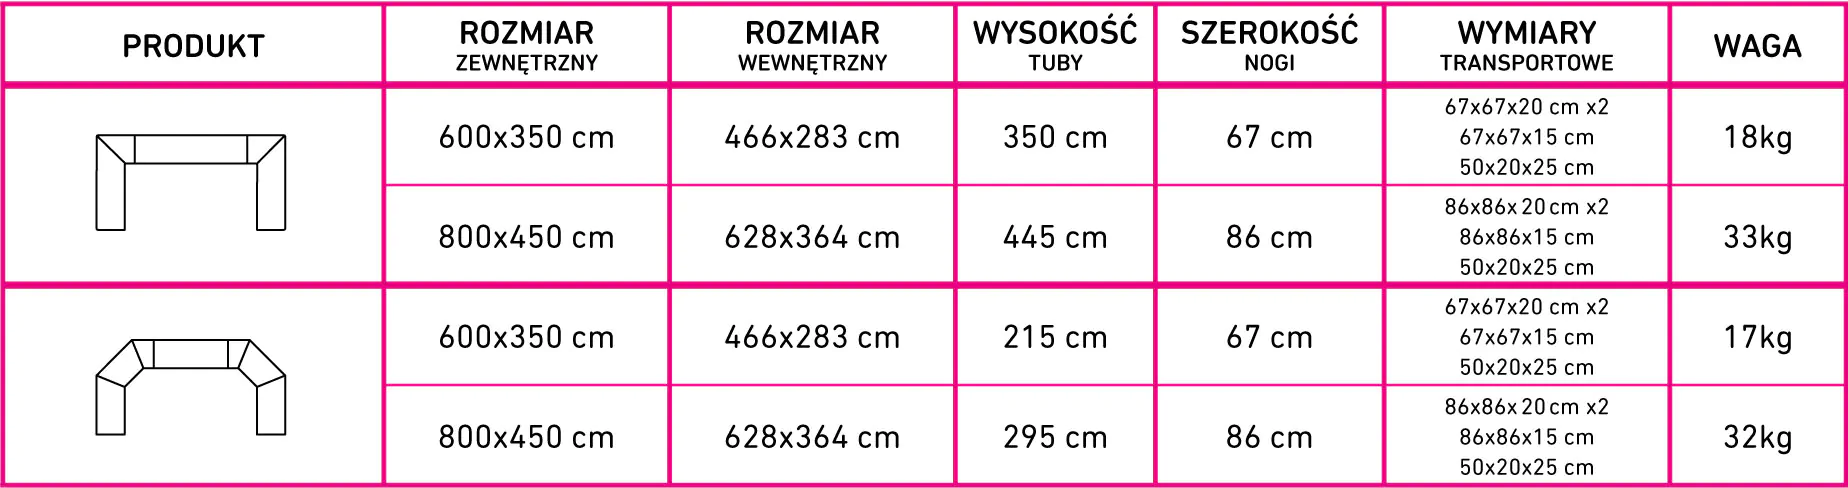 PRODUKT
ROZMIAR
ZEWNĘTRZNY
ROZMIAR
WEWNĘTRZNY
WYSOKOŚĆ
TUBY
SZEROKOŚĆ
NOGI
WYMIARY
TRANSPORTOWE
WAGA
600x350 cm
466x283 cm
350 cm
67 cm
67x67x20 cm x2
67x67x15 cm
50x20x25 cm
18kg
800x450 cm
628x364 cm
445 cm
86 cm
86x86x20 cm x2
86x86x15 cm
50x20x25 cm
33kg
600x350 cm
466x283 cm
215 cm
67 cm
67x67x20 cm x2
67x67x15 cm
50x20x25 cm
17kg
800x450 cm
628x364 cm
295 cm
86 cm
86x86x20 cm x2
86x86x15 cm
50x20x25 cm
32kg